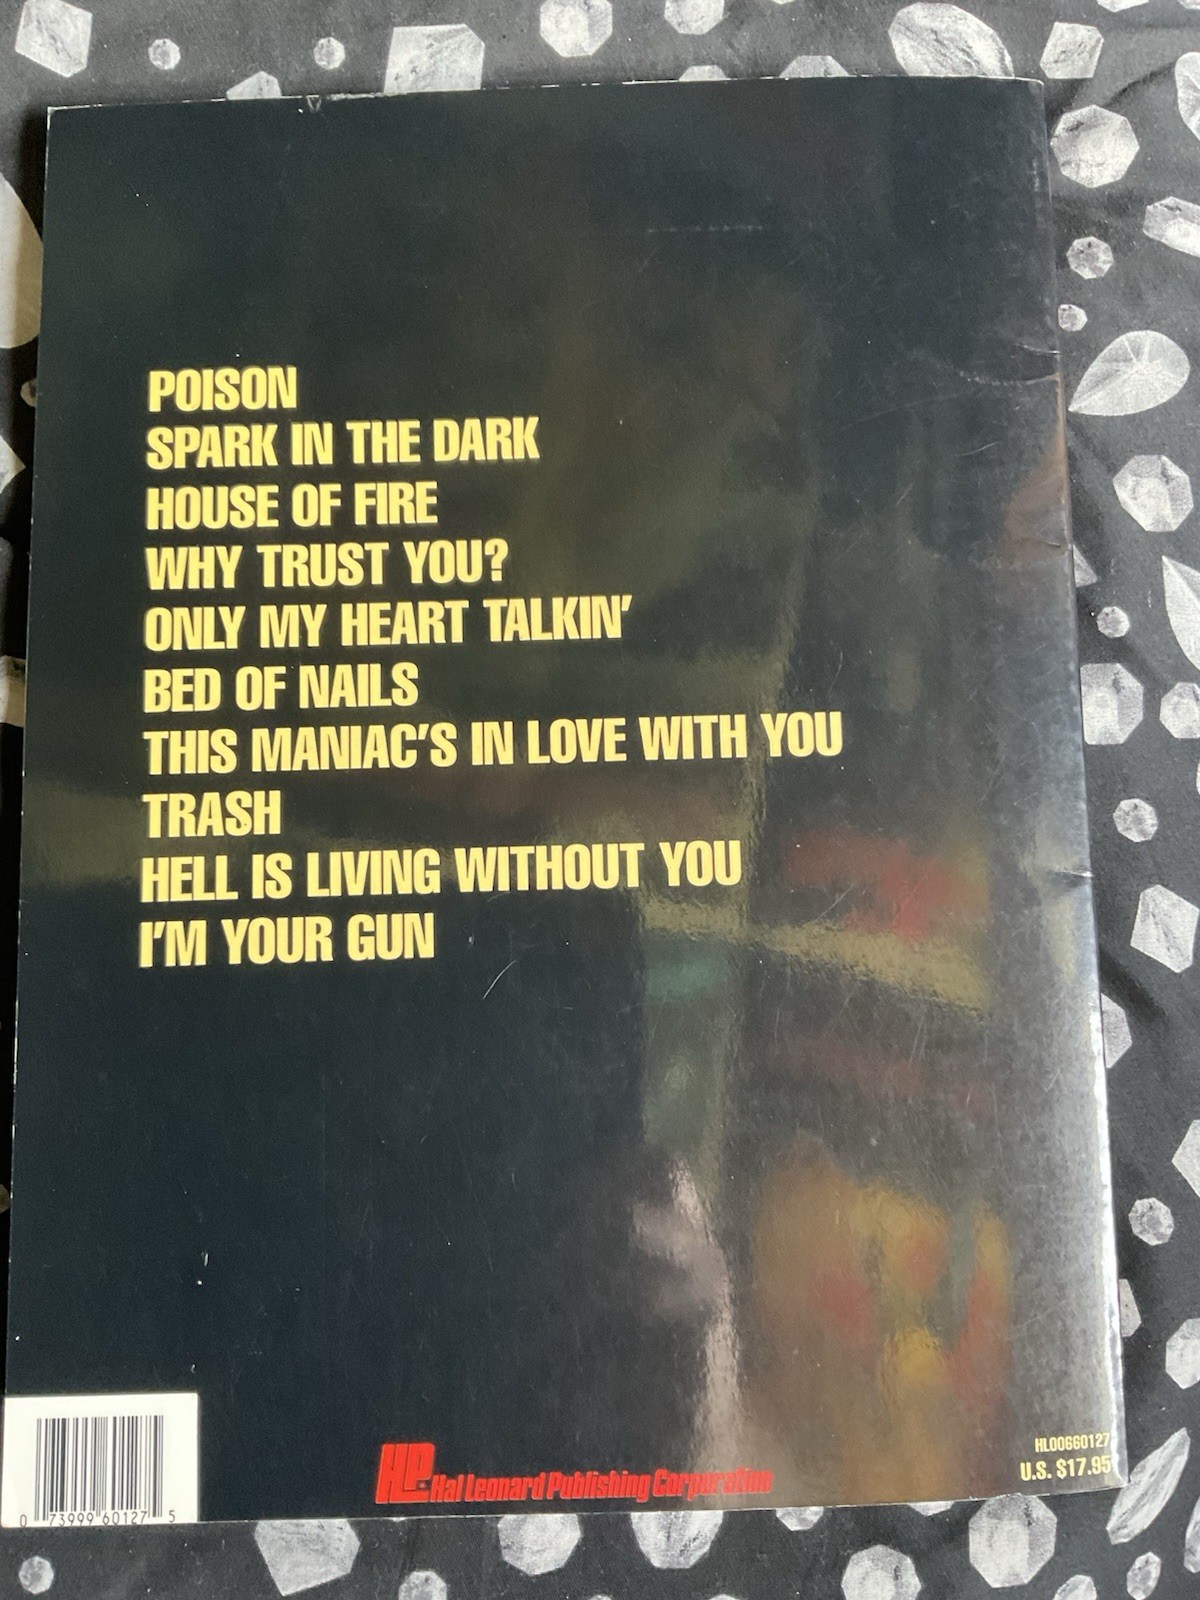 POISON
SPARK IN THE DARK
HOUSE OF FIRE
WHY TRUST YOU?
ONLY MY HEART TALKIN'
BED OF NAILS
THIS MANIAC'S IN LOVE WITH YOU
TRASH
HELL IS LIVING WITHOUT YOU
I'M YOUR GUN
HL00660127
U.S. $17.95
HLP Hal Leonard Publishing Corporation
0 73999 60127 5